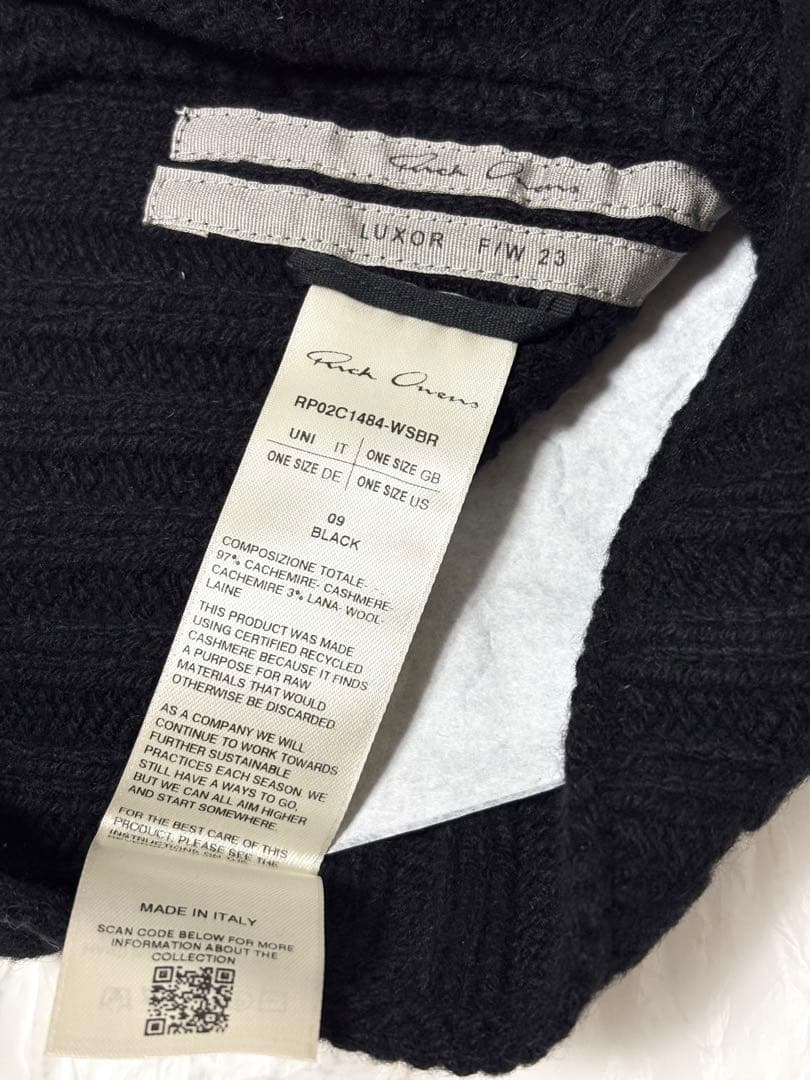 Rick Owens
LUXOR F/W 23
Rick Owens
RP02C1484-WSBR
UNI IT ONE SIZE GB
ONE SIZE DE ONE SIZE US
09
BLACK
COMPOSIZIONE TOTALE:
97% CACHEMIRE- CASHMERE-
CACHEMIRE 3% LANA- WOOL-
LAINE
THIS PRODUCT WAS MADE
USING CERTIFIED RECYCLED
CASHMERE BECAUSE IT FINDS
A PURPOSE FOR RAW
MATERIALS THAT WOULD
OTHERWISE BE DISCARDED
AS A COMPANY WE WILL
CONTINUE TO WORK TOWARDS
FURTHER SUSTAINABLE
PRACTICES EACH SEASON. WE
STILL HAVE A WAYS TO GO,
BUT WE CAN ALL AIM HIGHER
AND START SOMEWHERE
FOR THE BEST CARE OF THIS
PRODUCT, PLEASE SEE THE
INSTRUCTIONS ON THE
MADE IN ITALY
SCAN CODE BELOW FOR MORE
INFORMATION ABOUT THE
COLLECTION